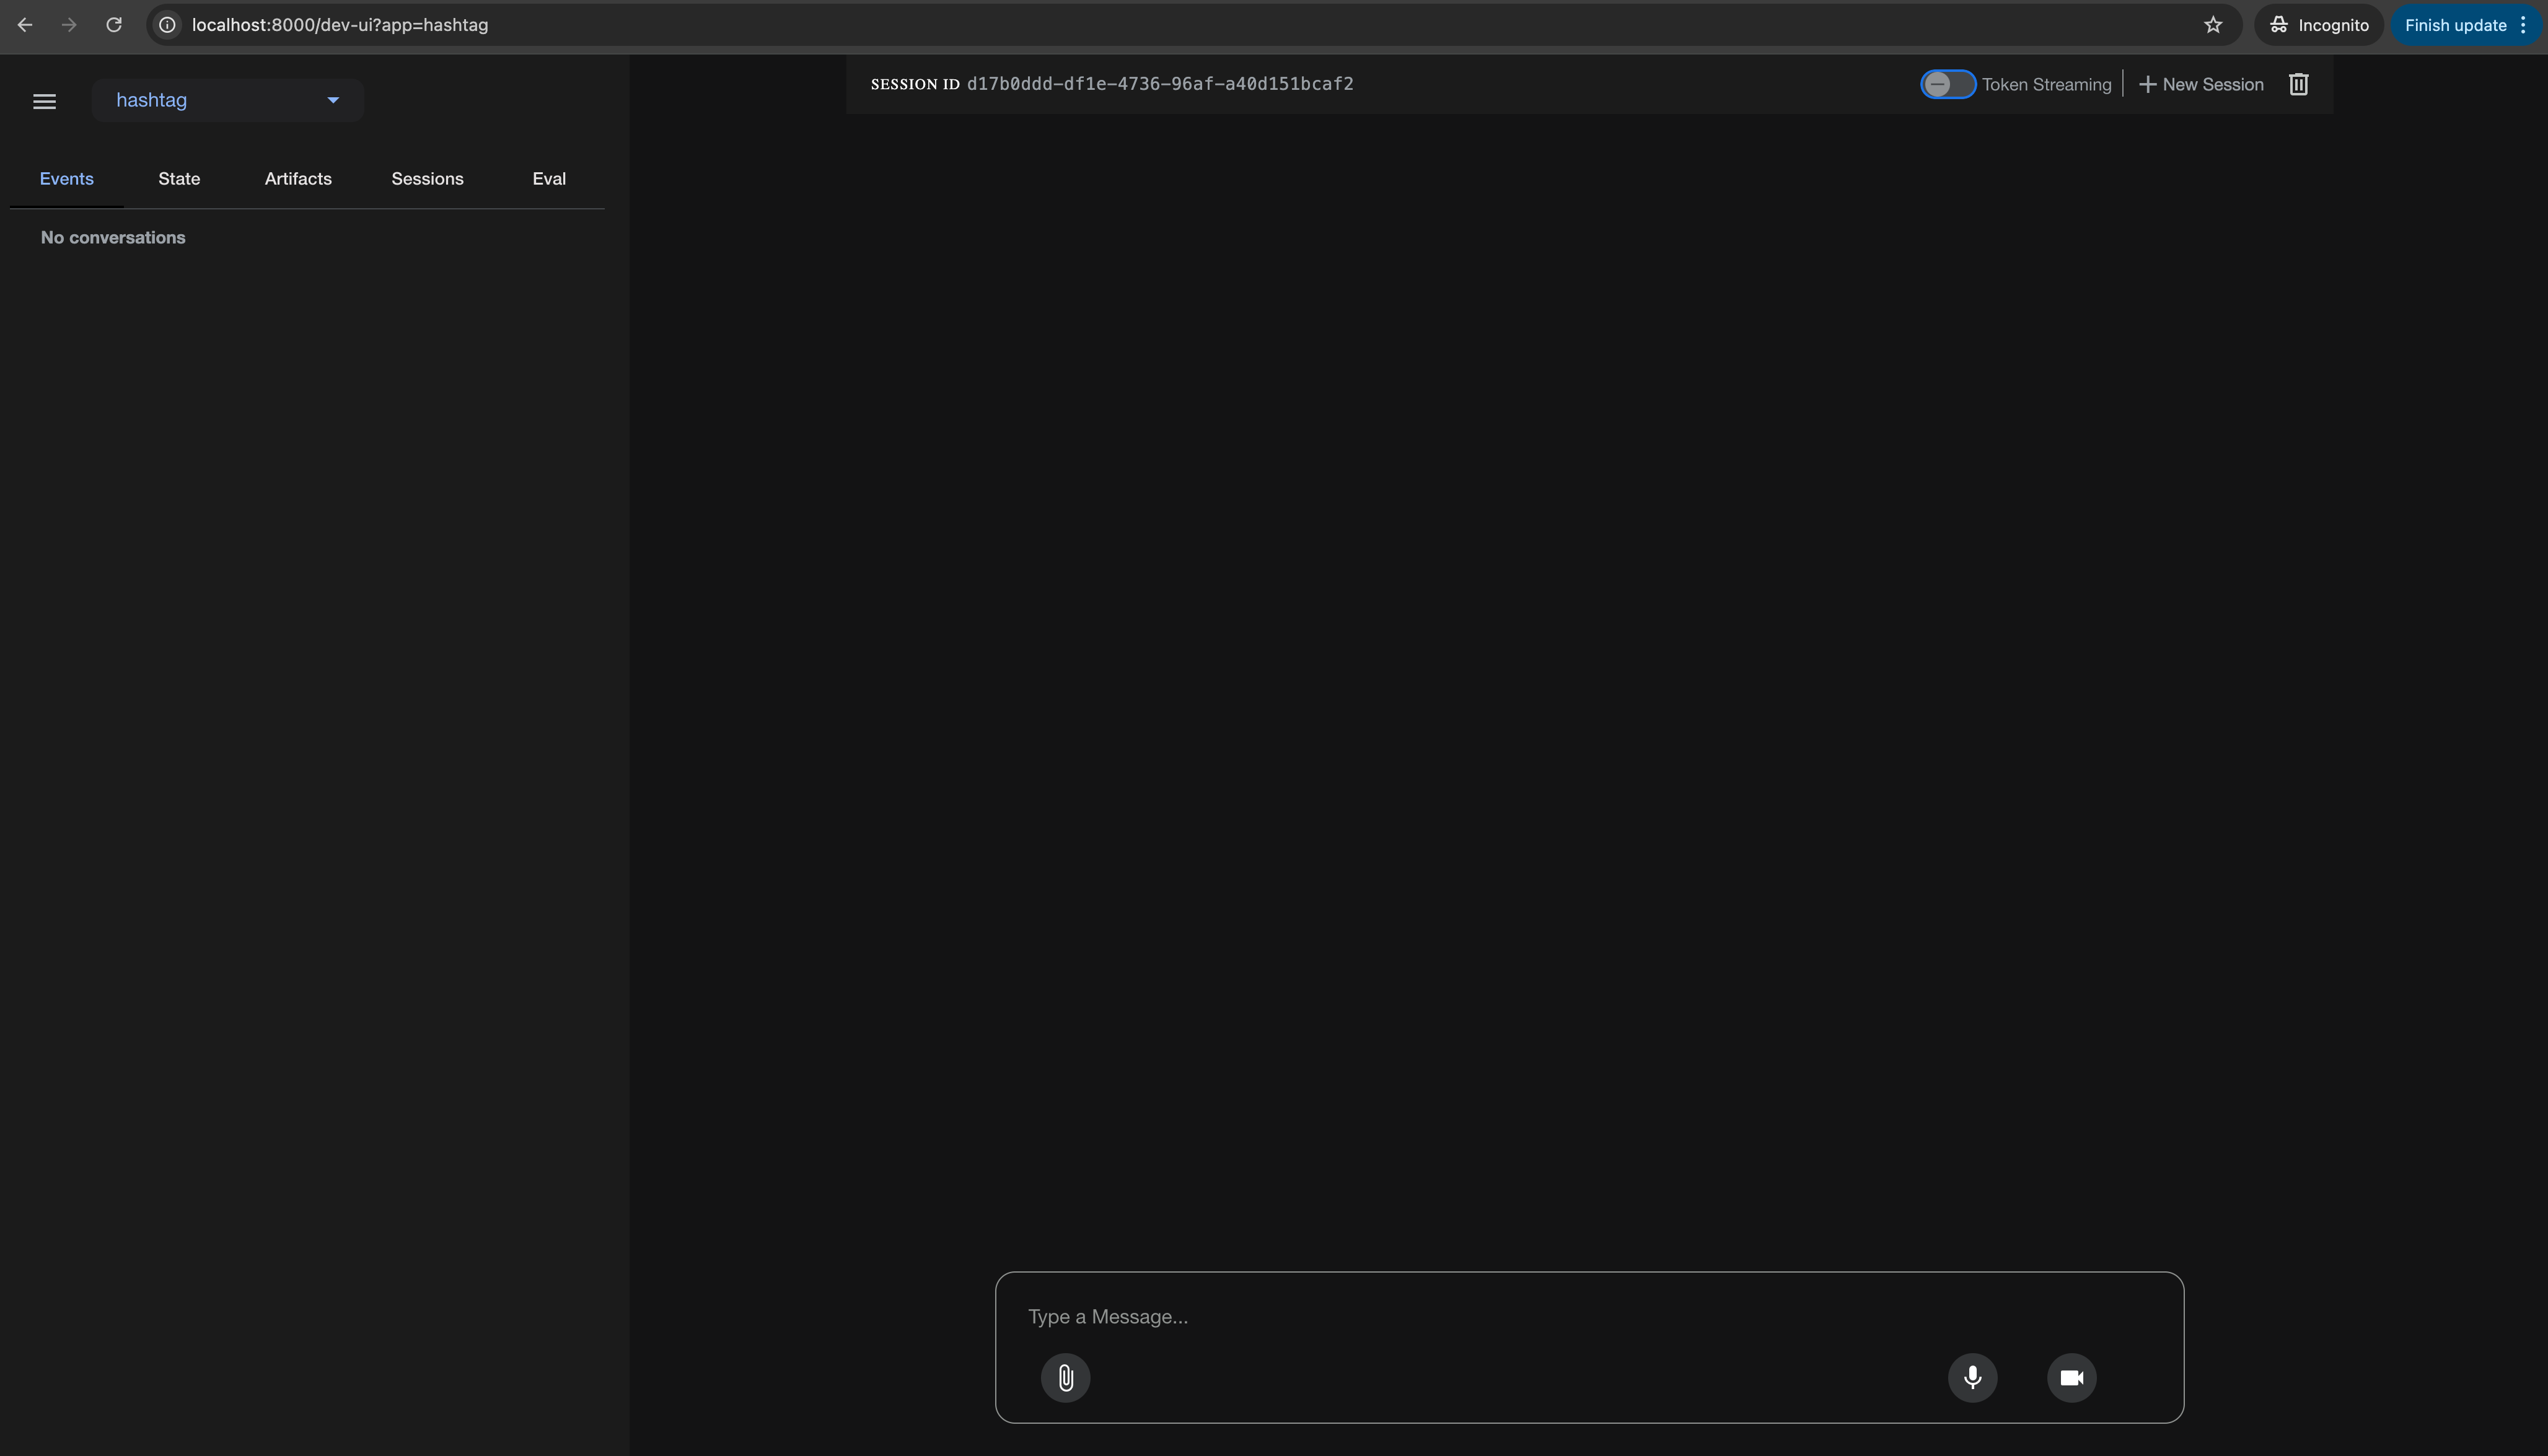 localhost:8000/dev-ui?app=hashtag
Incognito
Finish update
hashtag
SESSION ID d17b0ddd-df1e-4736-96af-a40d151bcaf2
Token Streaming
New Session
Events State Artifacts Sessions Eval
No conversations
Type a Message...